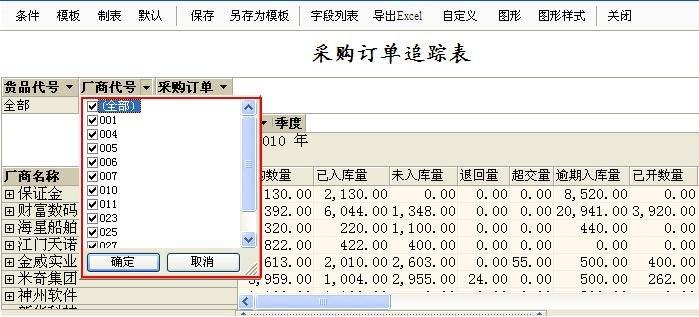 条件 模板 制表 默认 保存 另存为模板 字段列表 导出Excel 自定义 图形 图形样式 关闭
采购订单追踪表
货品代号 厂商代号 采购订单
全部
(全部)
001
004
005
006
007
010
011
023
025
027
确定 取消
季度
010 年
厂商名称 购数量 已入库量 未入库量 退回量 超交量 逾期入库量 已开数量
保证金 130.00 2,130.00 0.00 0.00 0.00 8,520.00 0.00
财富数码 392.00 6,044.00 1,348.00 0.00 0.00 20,941.00 3,920.00
海星船舶 320.00 220.00 1,100.00 0.00 0.00 440.00 0.00
江门天诺 822.00 422.00 400.00 0.00 0.00 0.00 0.00
金威实业 613.00 2,010.00 2,603.00 0.00 55.00 500.00 400.00
米奇集团 3,959.00 1,004.00 2,955.00 24.00 0.00 500.00 262.00
神州软件